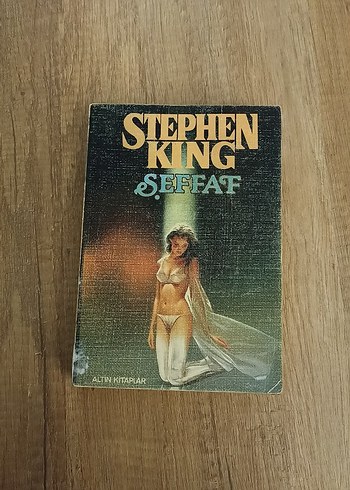 STEPHEN
KING
ŞEFFAF
ALTIN KİTAPLAR